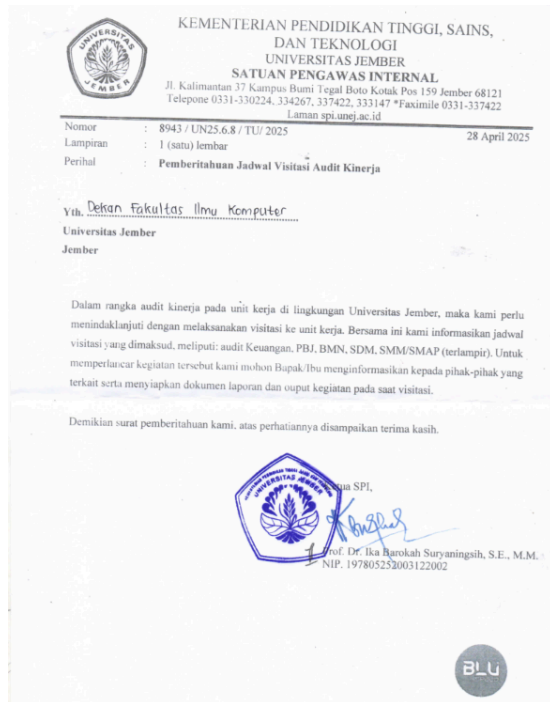 UNIVERSITAS
JEMBER
KEMENTERIAN PENDIDIKAN TINGGI, SAINS,
DAN TEKNOLOGI
UNIVERSITAS JEMBER
SATUAN PENGAWAS INTERNAL
Jl. Kalimantan 37 Kampus Bumi Tegal Boto Kotak Pos 159 Jember 68121
Telepone 0331-330224, 334267, 337422, 333147 *Faximile 0331-337422
Laman spi.unej.ac.id
Nomor : 8943 / UN25.6.8 / TU/ 2025 28 April 2025
Lampiran : 1 (satu) lembar
Perihal : Pemberitahuan Jadwal Visitasi Audit Kinerja
Yth. Dekan Fakultas Ilmu Komputer
Universitas Jember
Jember
Dalam rangka audit kinerja pada unit kerja di lingkungan Universitas Jember, maka kami perlu
menindaklanjuti dengan melaksanakan visitasi ke unit kerja. Bersama ini kami informasikan jadwal
visitasi yang dimaksud, meliputi: audit Keuangan, PBJ, BMN, SDM, SMM/SMAP (terlampir). Untuk
memperlancar kegiatan tersebut kami mohon Bapak/Ibu menginformasikan kepada pihak-pihak yang
terkait serta menyiapkan dokumen laporan dan ouput kegiatan pada saat visitasi.
Demikian surat pemberitahuan kami, atas perhatiannya disampaikan terima kasih.
Ketua SPI,
UNIVERSITAS JEMBER
Prof. Dr. Ika Barokah Suryaningsih, S.E., M.M.
NIP. 197805252003122002
BLU